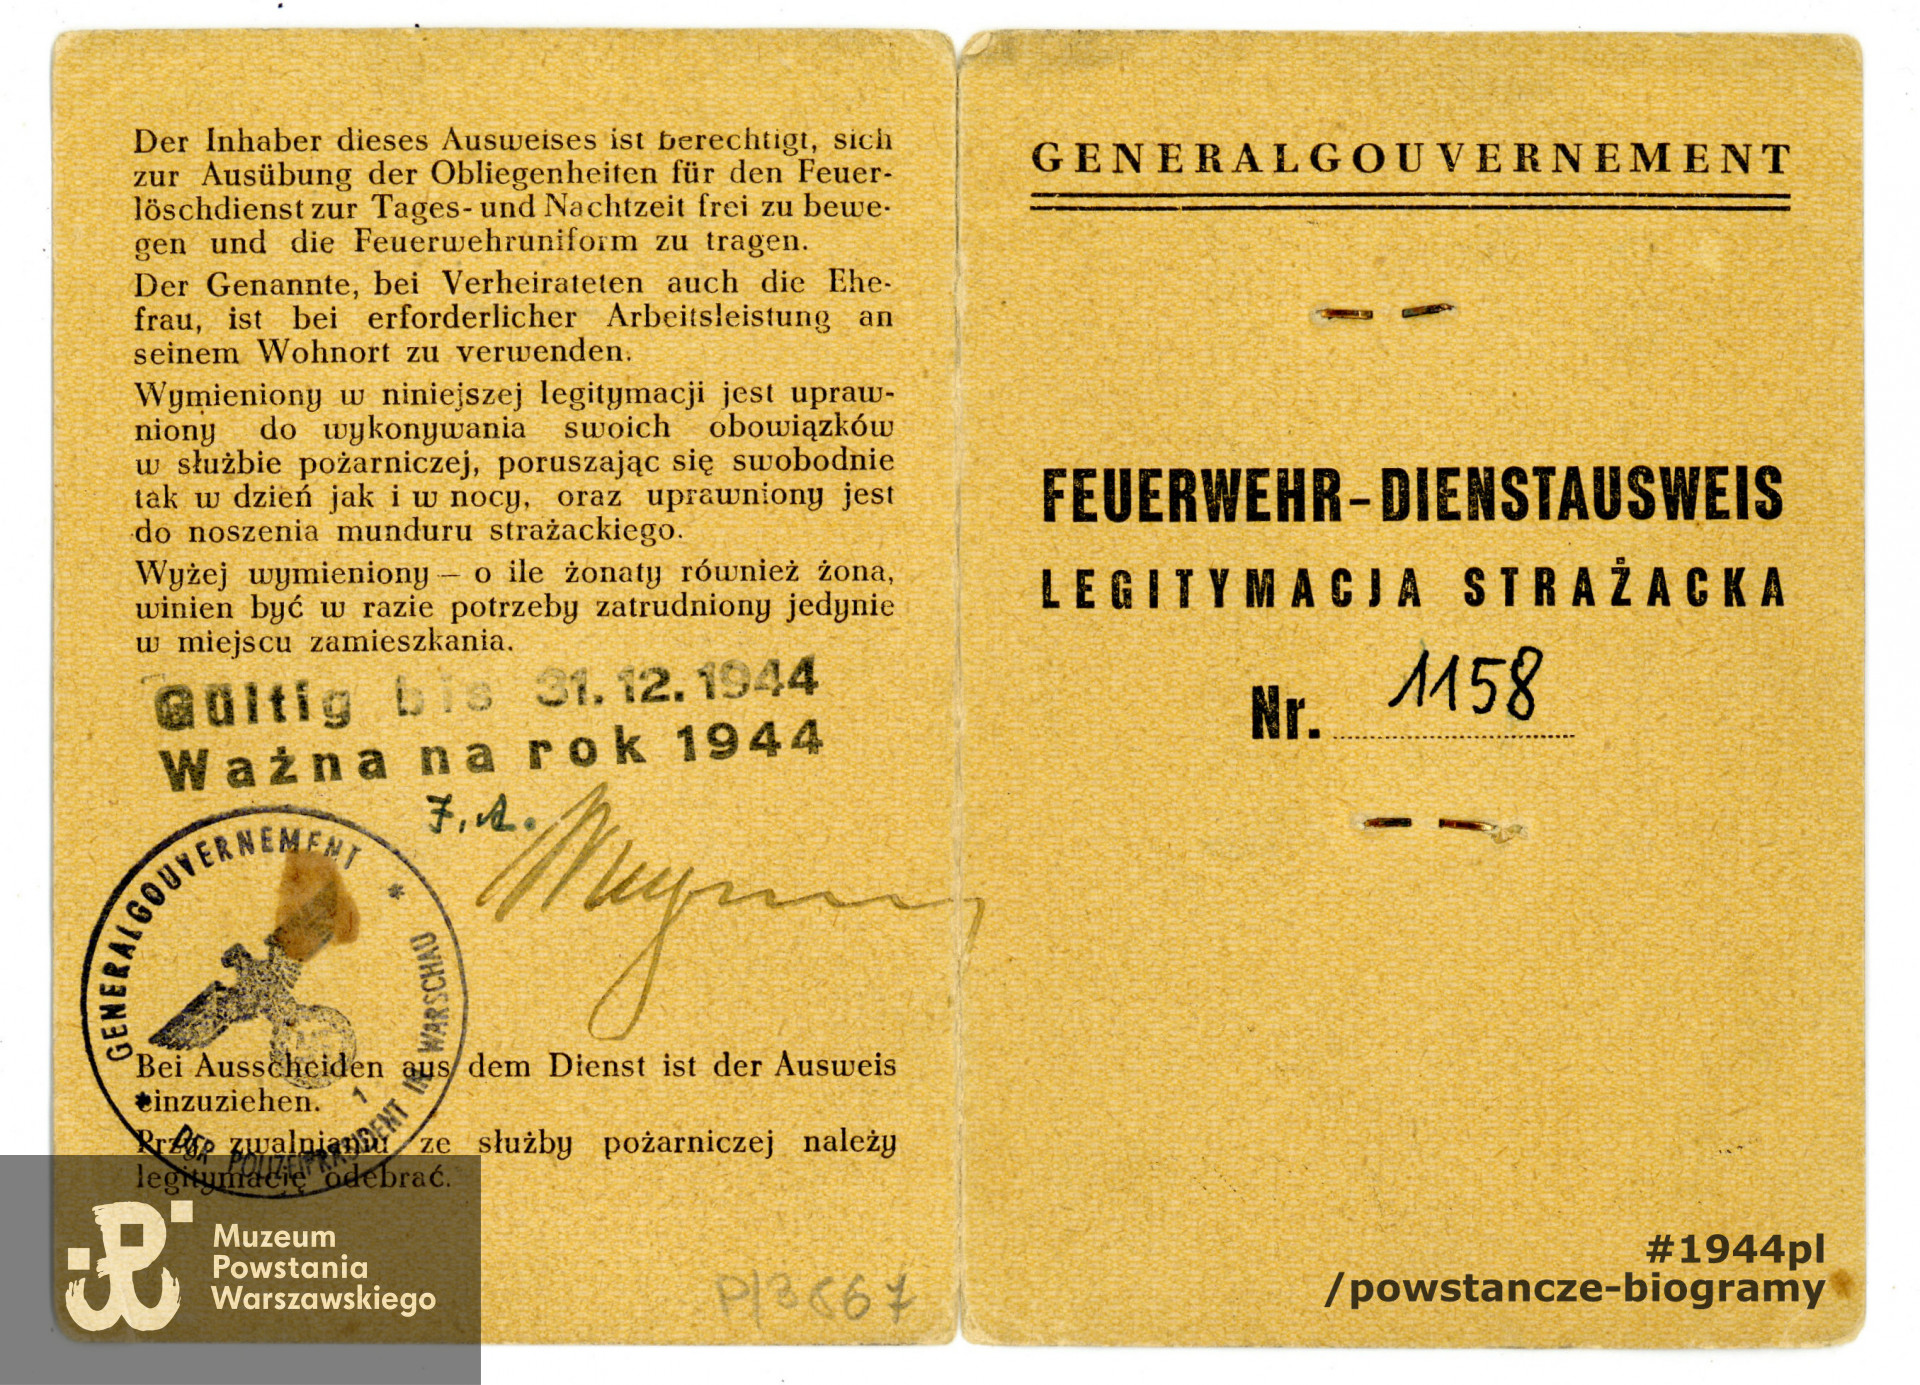 Der Inhaber dieses Ausweises ist berechtigt, sich
zur Ausübung der Obliegenheiten für den Feuer-
löschdienst zur Tages- und Nachtzeit frei zu bewe-
gen und die Feuerwehruniform zu tragen.
Der Genannte, bei Verheirateten auch die Ehe-
frau, ist bei erforderlicher Arbeitsleistung an
seinem Wohnort zu verwenden.
Wymieniony w niniejszej legitymacji jest upraw-
niony do wykonywania swoich obowiązków
w służbie pożarniczej, poruszając się swobodnie
tak w dzień jak i w nocy, oraz uprawniony jest
do noszenia munduru strażackiego.
Wyżej wymieniony – o ile żonaty również żona,
winien być w razie potrzeby zatrudniony jedynie
w miejscu zamieszkania.
Gültig bis 31.12.1944
Ważna na rok 1944
GENERALGOUVERNEMENT
DER POLIZEIPRÄSIDENT IN WARSCHAU
1
Bei Ausscheiden aus dem Dienst ist der Ausweis
einzuziehen.
Przy zwalnianiu ze służby pożarniczej należy
legitymację odebrać.
P/3667
Muzeum
Powstania
Warszawskiego
GENERALGOUVERNEMENT
FEUERWEHR-DIENSTAUSWEIS
LEGITYMACJA STRAŻACKA
Nr. 1158
#1944pl
/powstancze-biogramy